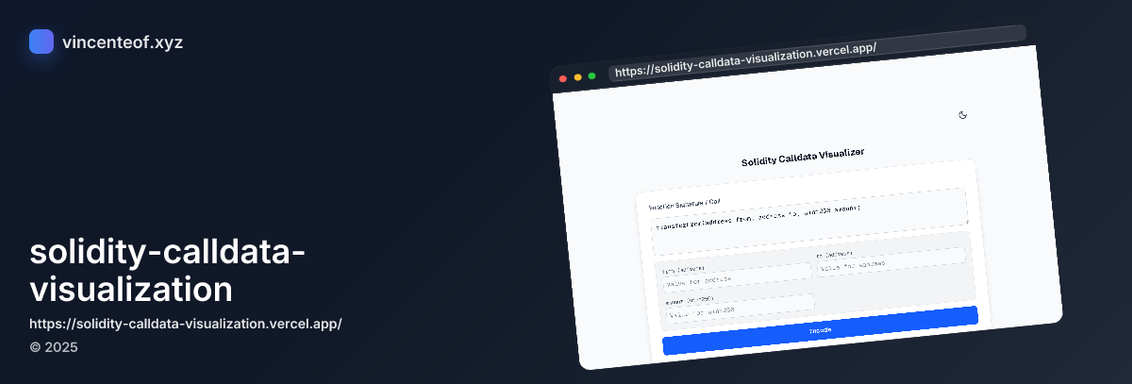 vincenteof.xyz
https://solidity-calldata-visualization.vercel.app/
Solidity Calldata Visualizer
Function Signature / Call
transferFrom(address from, address to, uint256 amount)
from (address)
to (address)
Value for address
Value for address
amount (uint256)
Value for uint256
Encode
solidity-calldata-
visualization
https://solidity-calldata-visualization.vercel.app/
© 2025